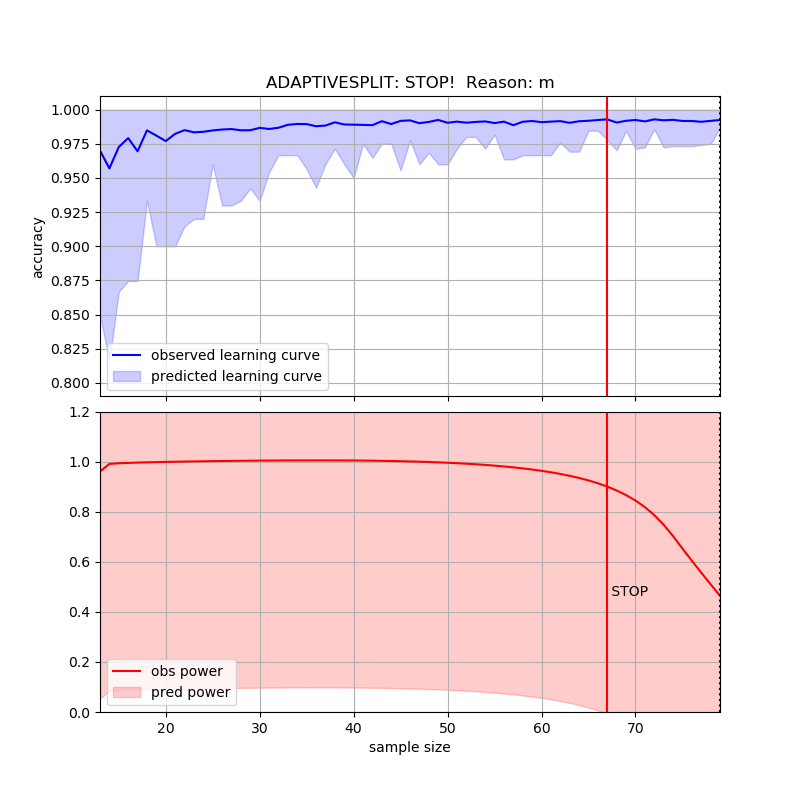 ADAPTIVESPLIT: STOP!  Reason: m
1.000
0.975
0.950
0.925
0.900
0.875
0.850
0.825
0.800
accuracy
observed learning curve
predicted learning curve
1.2
1.0
0.8
0.6
0.4
0.2
0.0
STOP
obs power
pred power
20 30 40 50 60 70
sample size